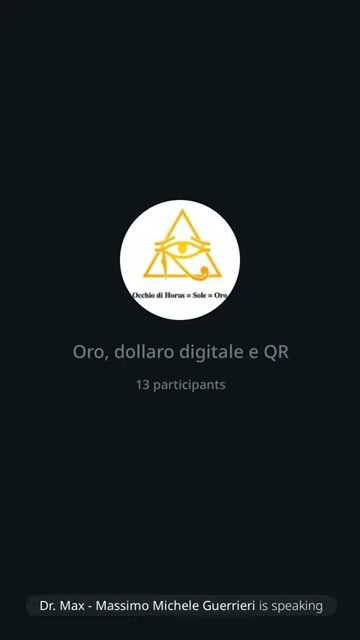 Occhio di Horus = Sole = Oro
Oro, dollaro digitale e QR
13 participants
Dr. Max - Massimo Michele Guerrieri is speaking